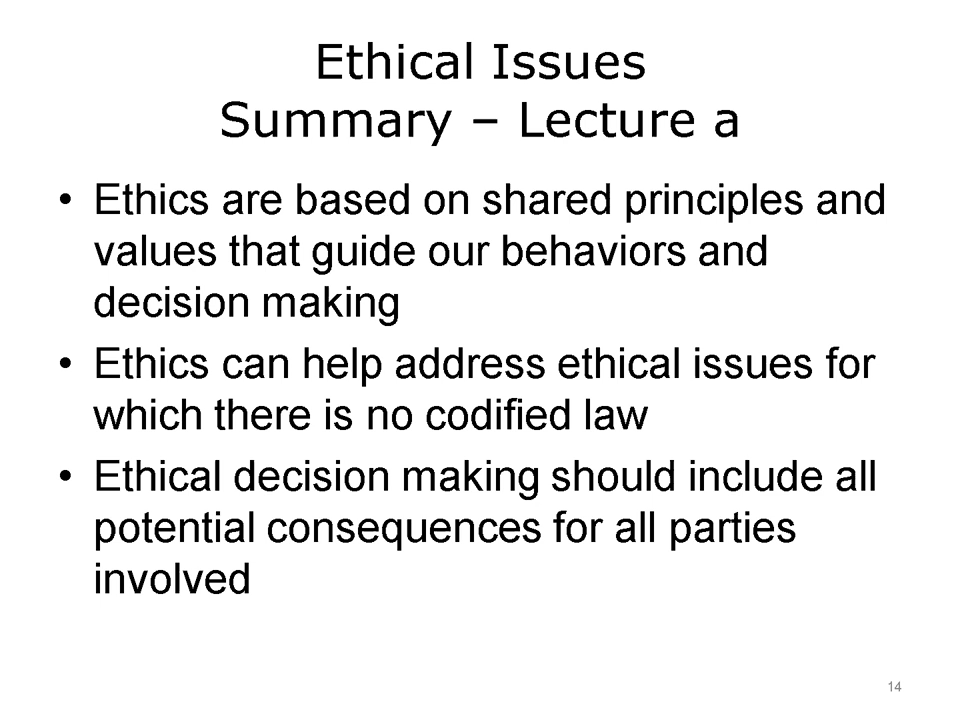 Ethical Issues
Summary – Lecture a
• Ethics are based on shared principles and
values that guide our behaviors and
decision making
• Ethics can help address ethical issues for
which there is no codified law
• Ethical decision making should include all
potential consequences for all parties
involved
14